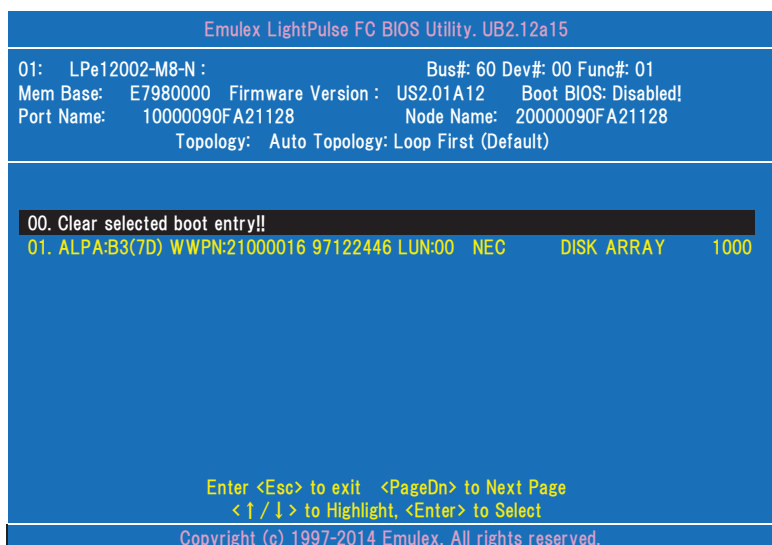 Emulex LightPulse FC BIOS Utility. UB2.12a15
01: LPe12002-M8-N : Bus#: 60 Dev#: 00 Func#: 01
Mem Base: E7980000 Firmware Version : US2.01A12 Boot BIOS: Disabled!
Port Name: 10000090FA21128 Node Name: 20000090FA21128
Topology: Auto Topology: Loop First (Default)
00. Clear selected boot entry!!
01. ALPA:B3(7D) WWPN:21000016 97122446 LUN:00 NEC DISK ARRAY 1000
Enter <Esc> to exit <PageDn> to Next Page
<↑/↓> to Highlight, <Enter> to Select
Copyright (c) 1997-2014 Emulex. All rights reserved.